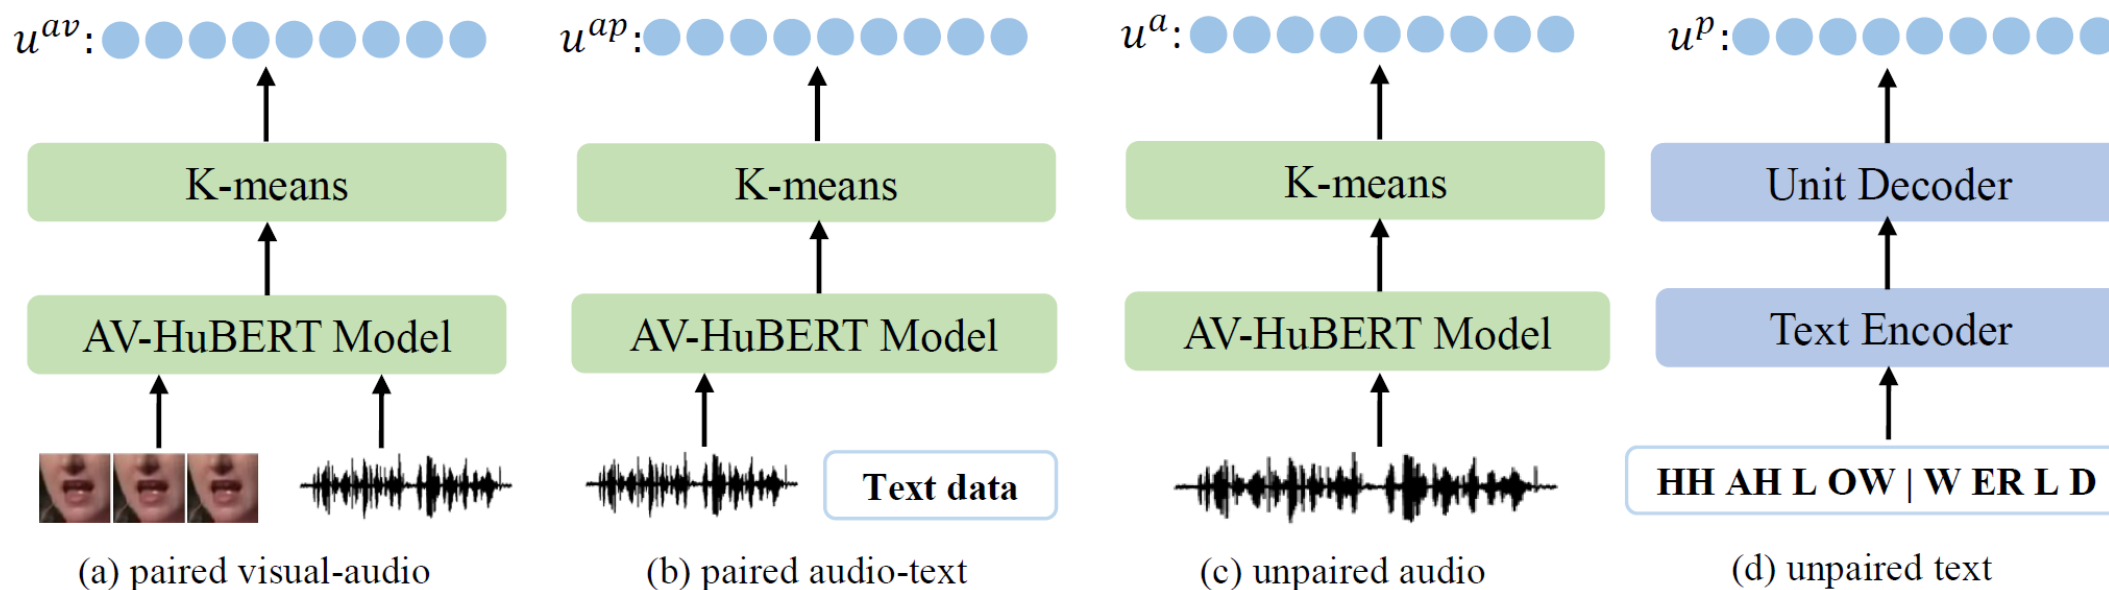 u^{av}:
K-means
AV-HuBERT Model
(a) paired visual-audio
u^{ap}:
K-means
AV-HuBERT Model
Text data
(b) paired audio-text
u^{a}:
K-means
AV-HuBERT Model
(c) unpaired audio
u^{p}:
Unit Decoder
Text Encoder
HH AH L OW | W ER L D
(d) unpaired text